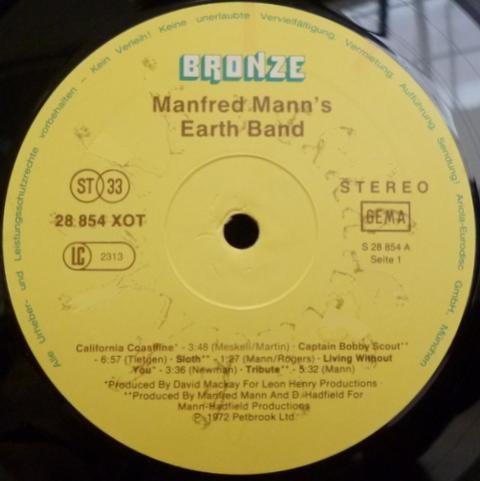 Alle Urheber- und Leistungsschutzrechte vorbehalten - Kein Verleih! Keine unerlaubte Vervielfältigung, Vermietung, Aufführung, Sendung! Ariola-Eurodisc GmbH, München
BRONZE
Manfred Mann's
Earth Band
ST 33
STEREO
28 854 XOT
GEMA
LC 2313
S 28 854 A
Seite 1
California Coastline* - 3:48 (Meskell/Martin) · Captain Bobby Scout**
- 6:57 (Tietgen) · Sloth** - 1:27 (Mann/Rogers) · Living Without
You* - 3:36 (Newman) · Tribute** - 5:32 (Mann)
*Produced By David Mackay For Leon Henry Productions ·
**Produced By Manfred Mann And D. Hadfield For
Mann-Hadfield Productions
℗ 1972 Petbrook Ltd.